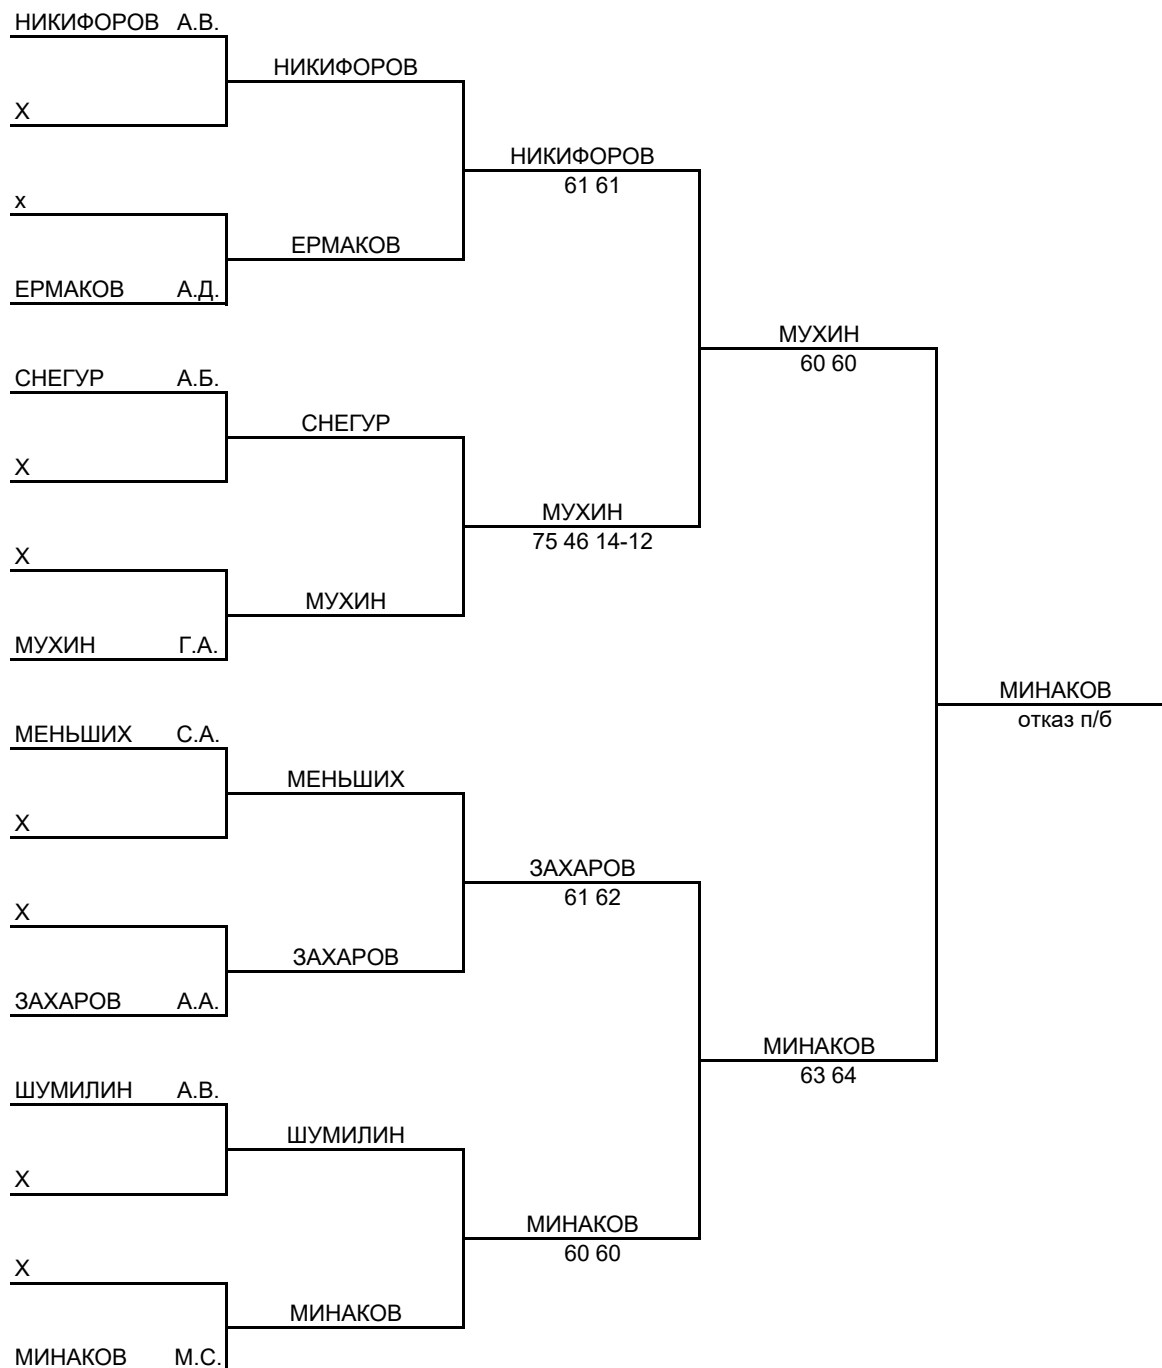 НИКИФОРОВ А.В.
НИКИФОРОВ
Х
НИКИФОРОВ
61 61
х
ЕРМАКОВ
ЕРМАКОВ А.Д.
МУХИН
60 60
СНЕГУР А.Б.
СНЕГУР
Х
МУХИН
75 46 14-12
Х
МУХИН
МУХИН Г.А.
МИНАКОВ
отказ п/б
МЕНЬШИХ С.А.
МЕНЬШИХ
Х
ЗАХАРОВ
61 62
Х
ЗАХАРОВ
ЗАХАРОВ А.А.
МИНАКОВ
63 64
ШУМИЛИН А.В.
ШУМИЛИН
Х
МИНАКОВ
60 60
Х
МИНАКОВ
МИНАКОВ М.С.